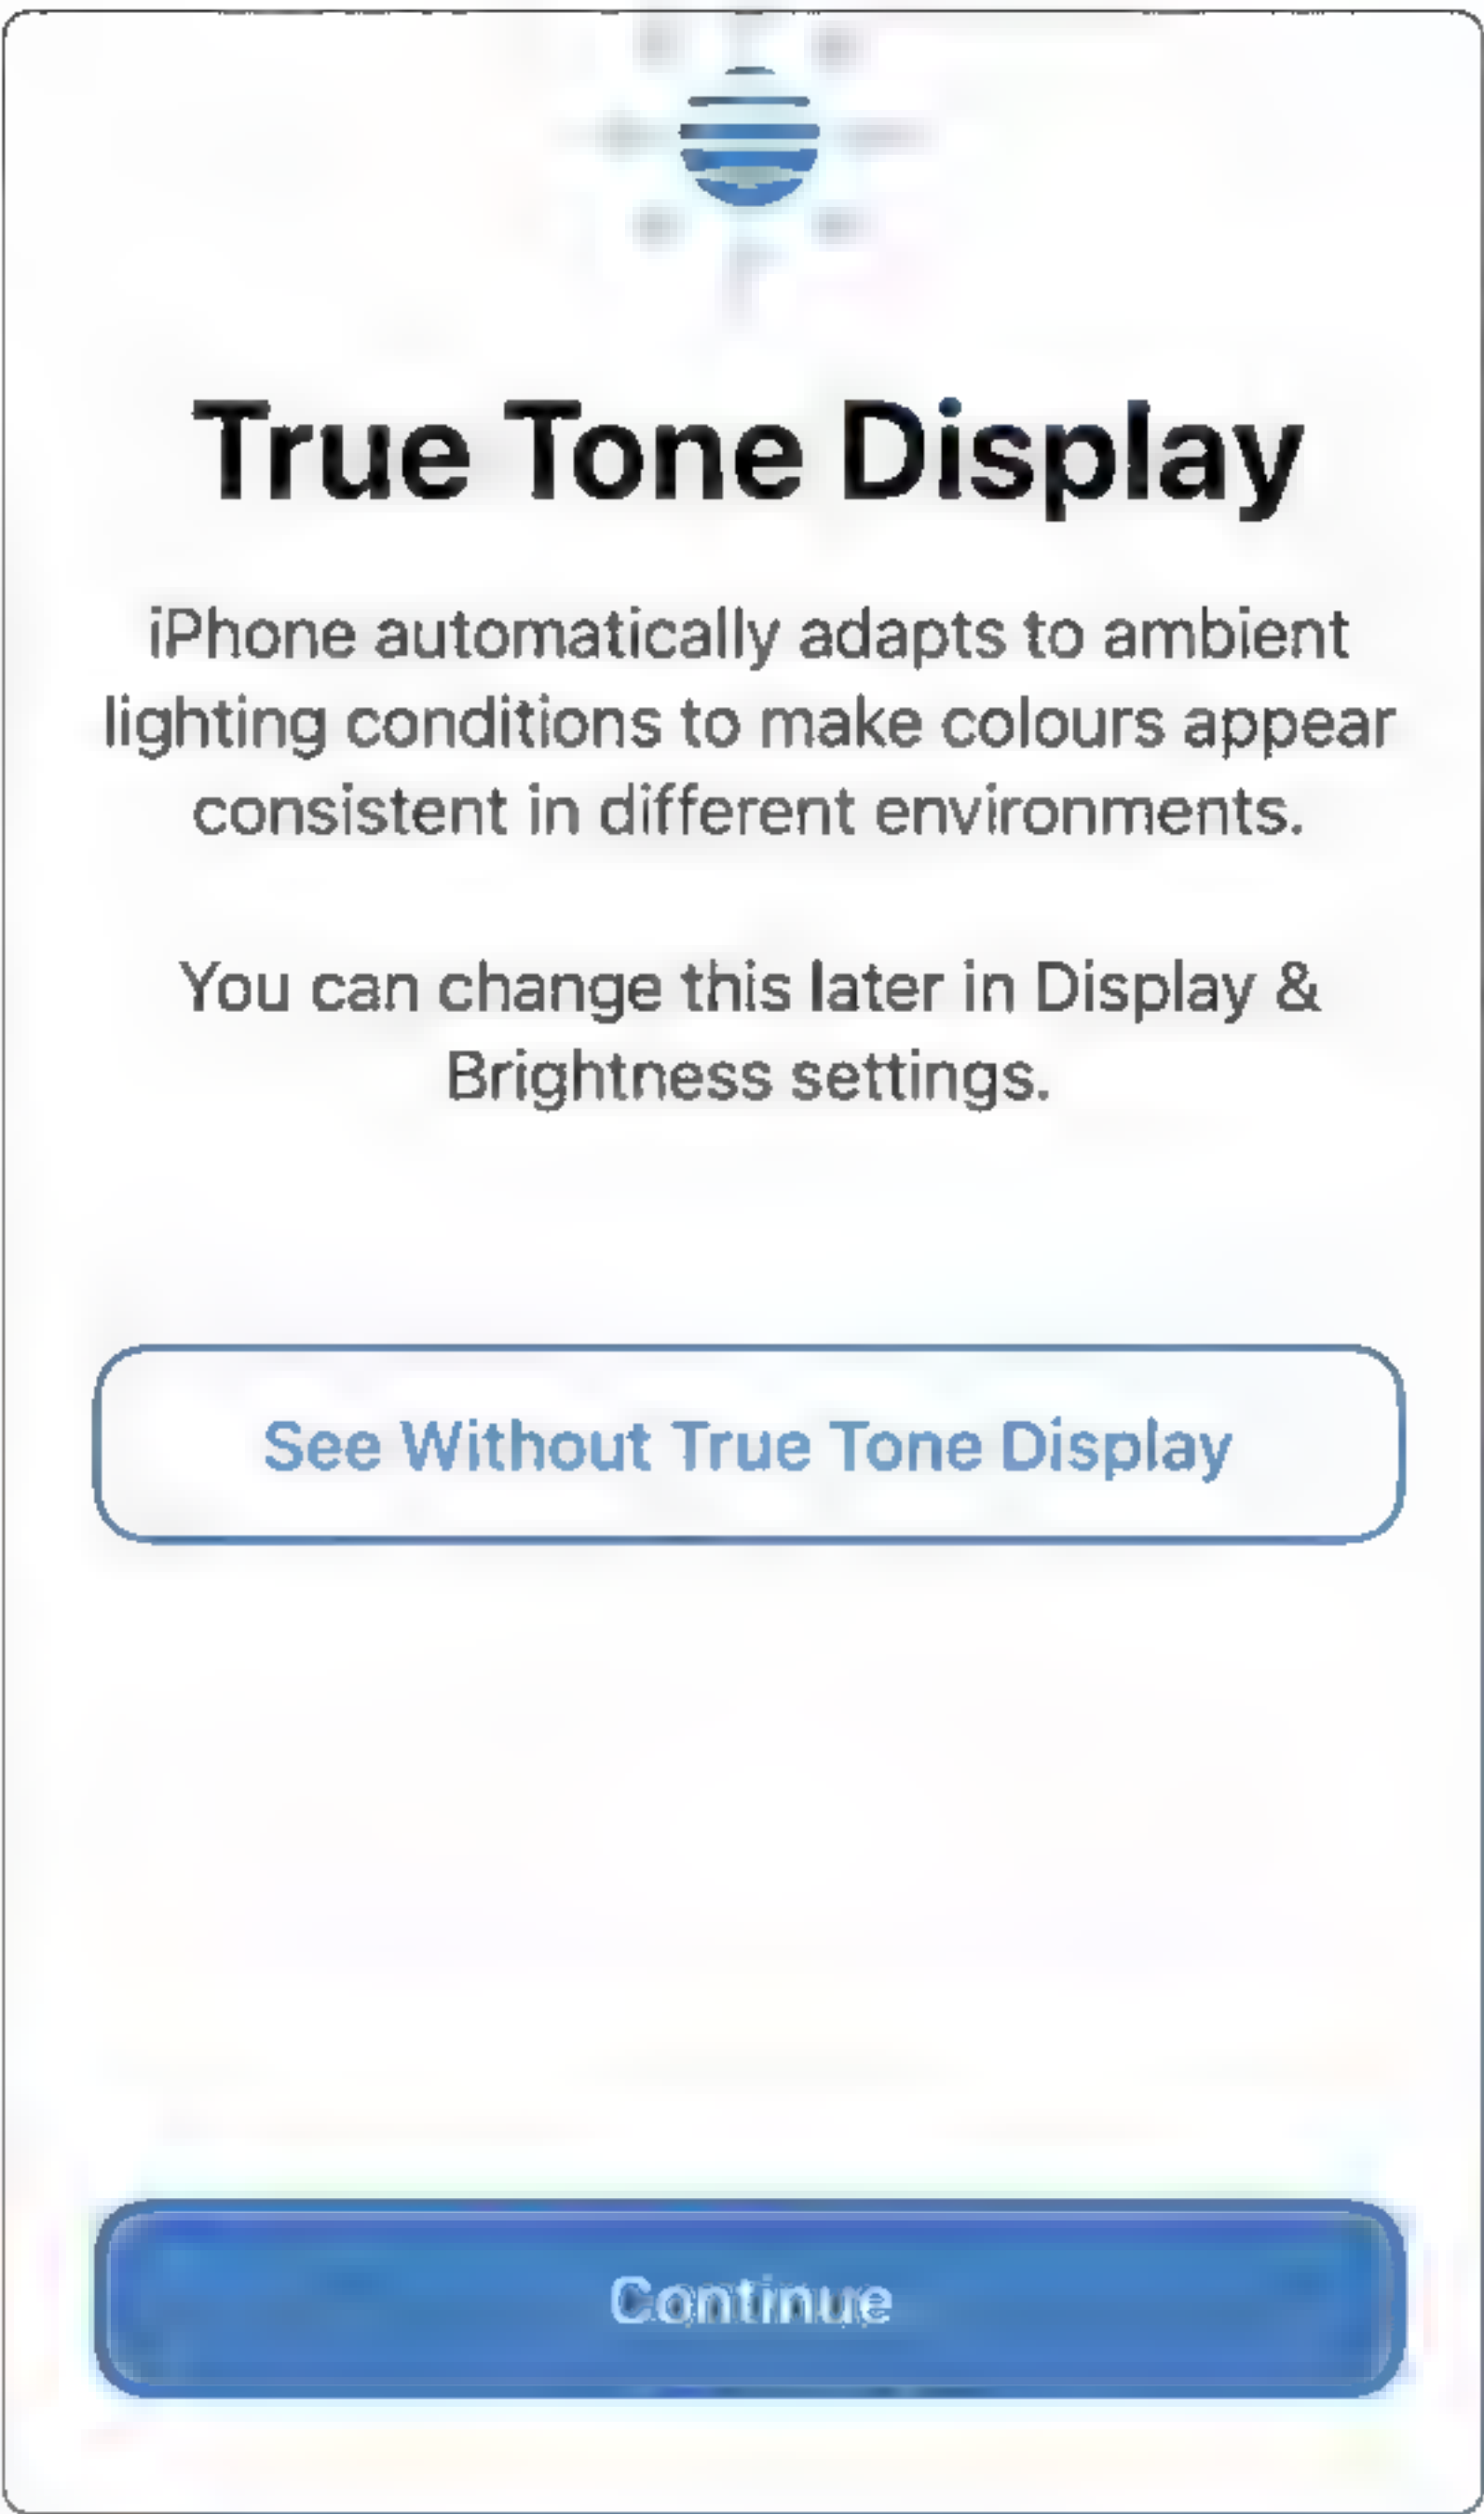 True Tone Display
iPhone automatically adapts to ambient
lighting conditions to make colours appear
consistent in different environments.
You can change this later in Display &
Brightness settings.
See Without True Tone Display
Continue